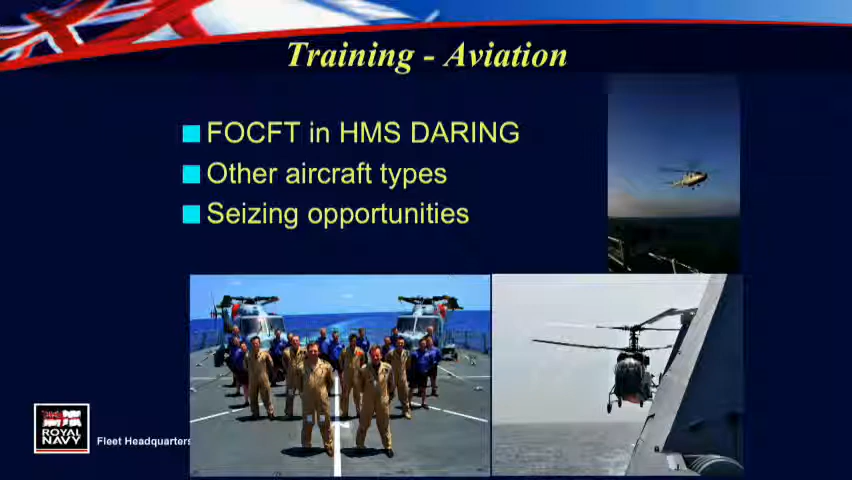 Training - Aviation
FOCFT in HMS DARING
Other aircraft types
Seizing opportunities
ROYAL
NAVY
Fleet Headquarters